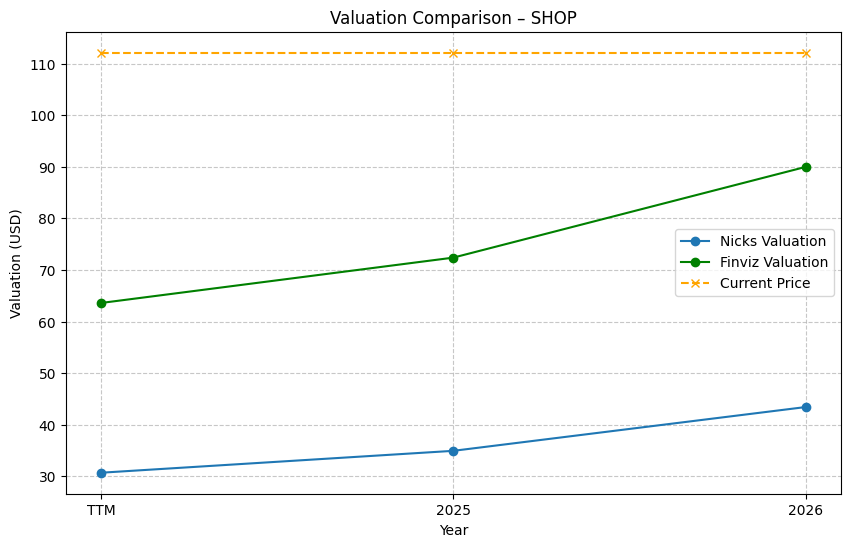 Valuation Comparison – SHOP
Valuation (USD)
110
100
90
80
70
60
50
40
30
Nicks Valuation
Finviz Valuation
Current Price
TTM
2025
2026
Year